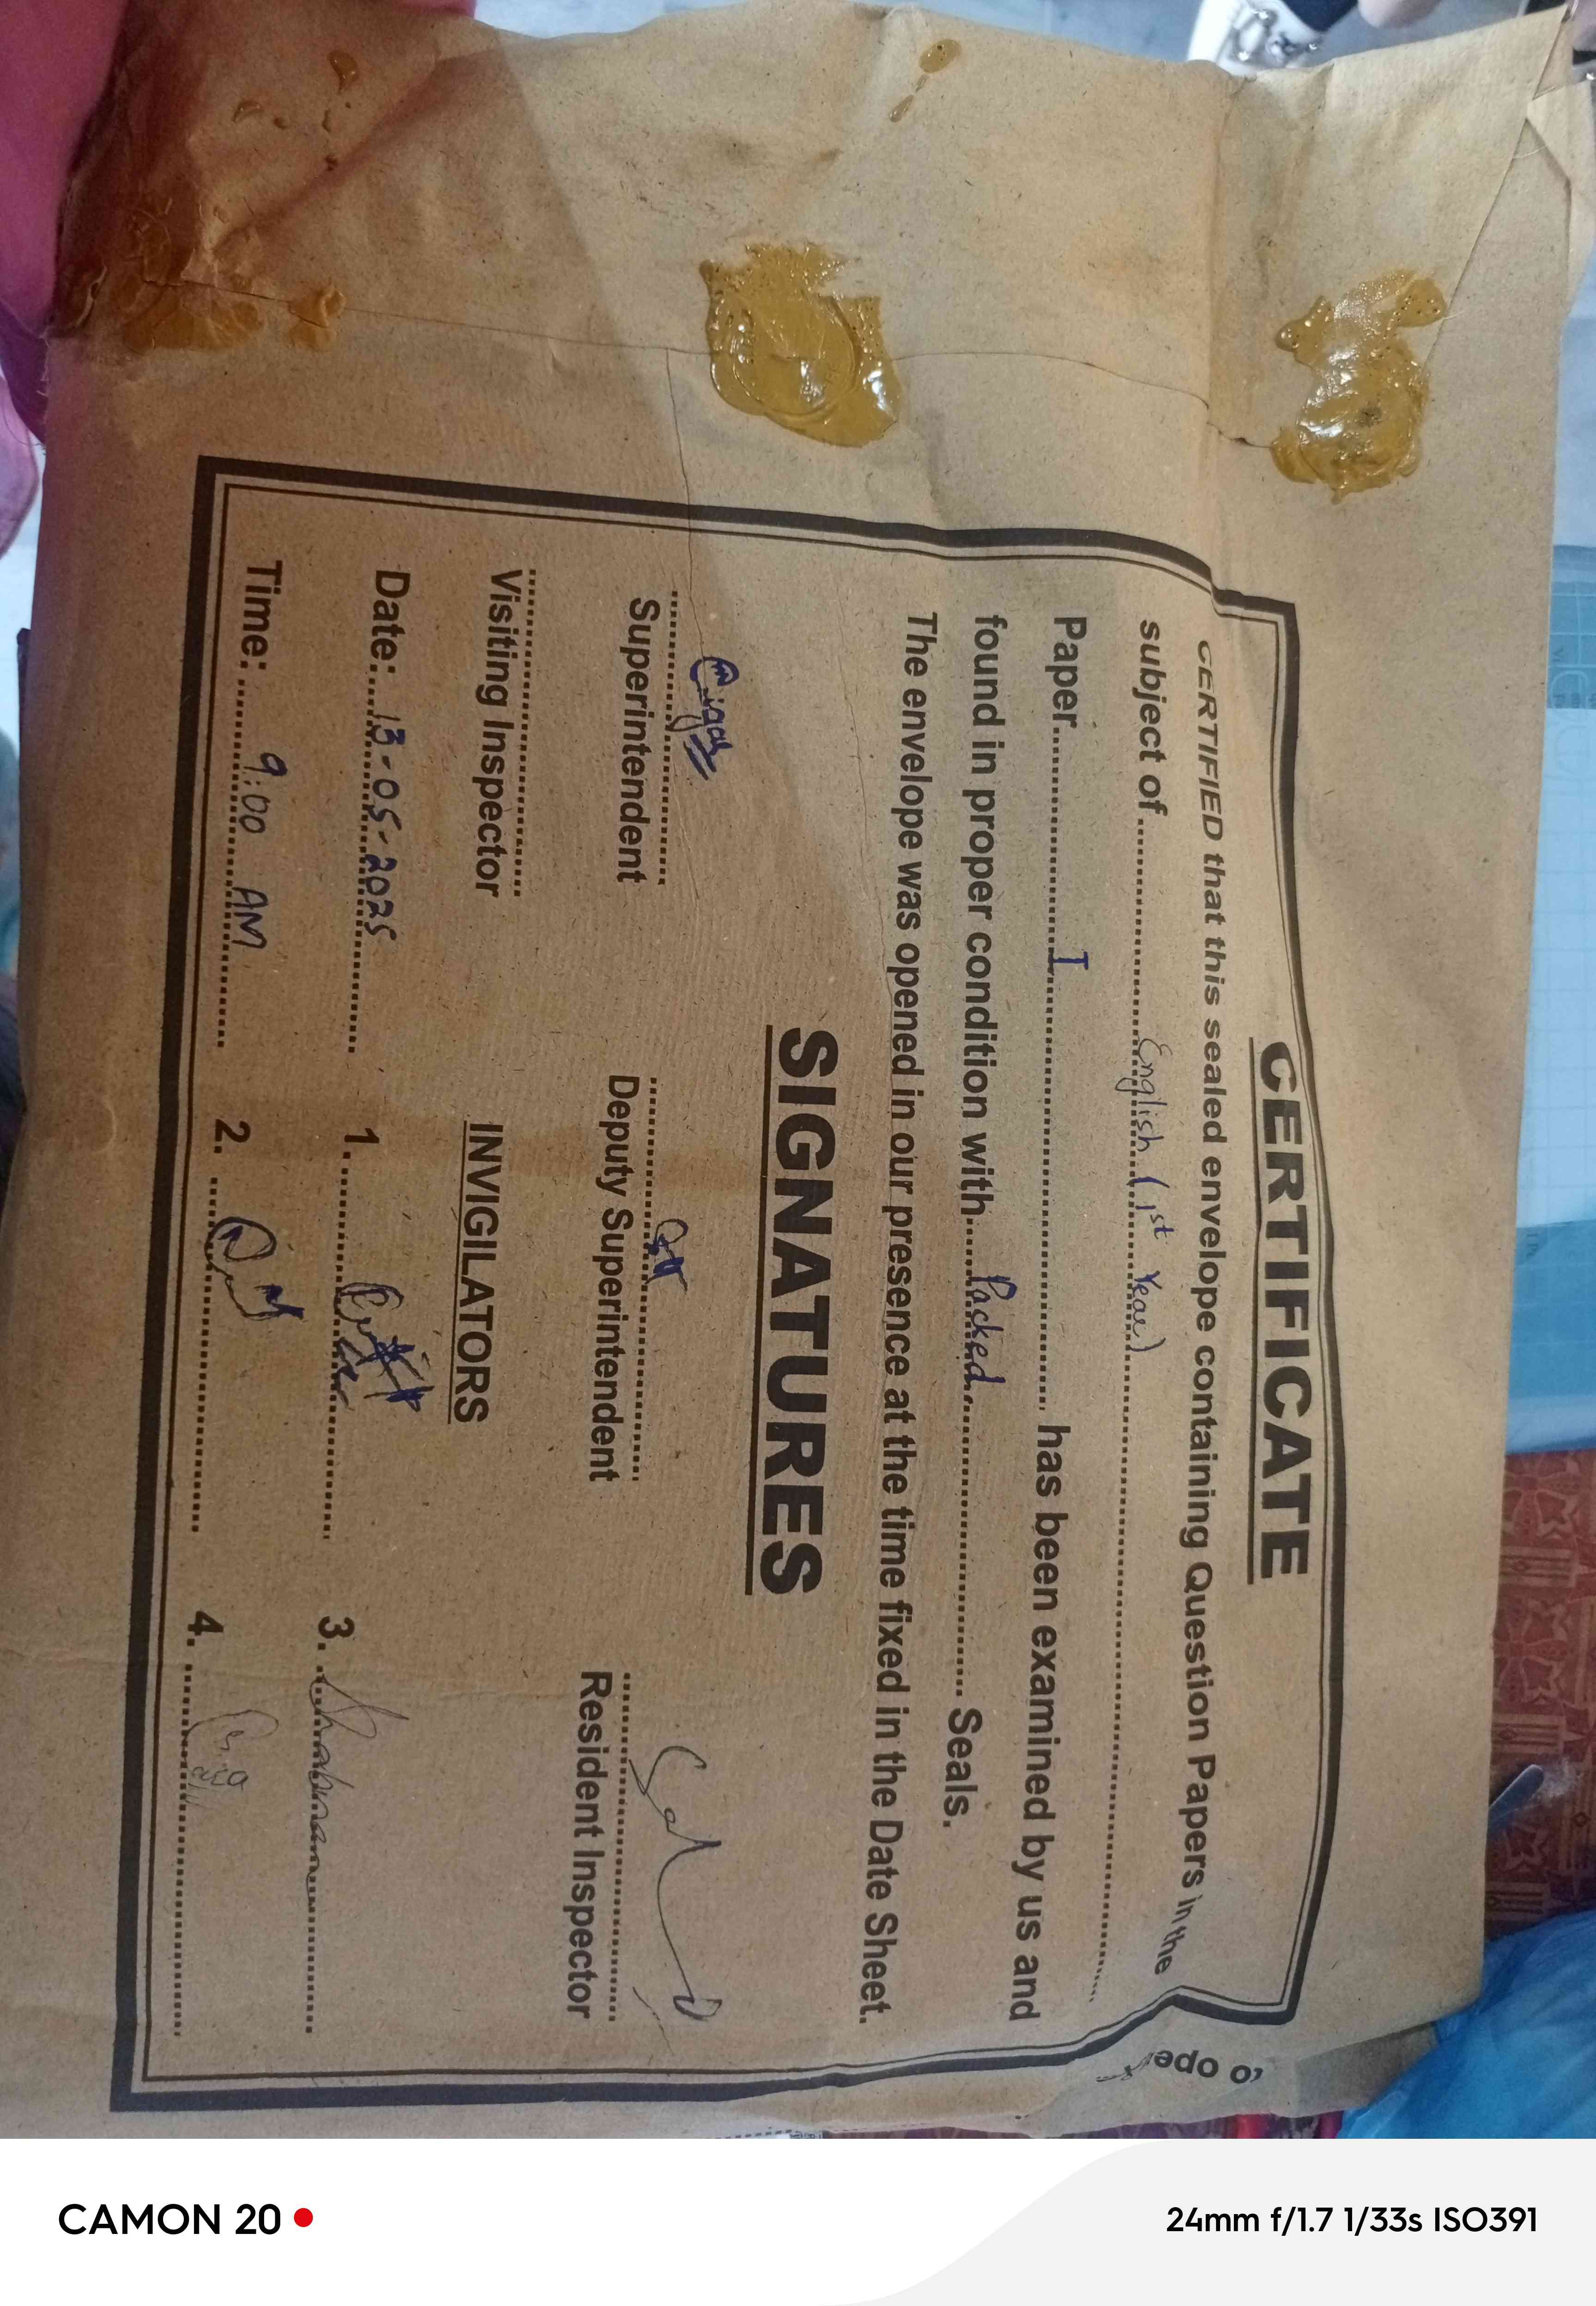 CERTIFICATE
CERTIFIED that this sealed envelope containing Question Papers in the
subject of English (1st Year)
Paper I has been examined by us and
found in proper condition with Packed Seals.
The envelope was opened in our presence at the time fixed in the Date Sheet.
SIGNATURES
Superintendent Deputy Superintendent Resident Inspector
Visiting Inspector
INVIGILATORS
Date: 13-05-2025 1. 3. Shabnam
Time: 9:00 AM 2. 4.
to open
CAMON 20
24mm f/1.7 1/33s ISO391